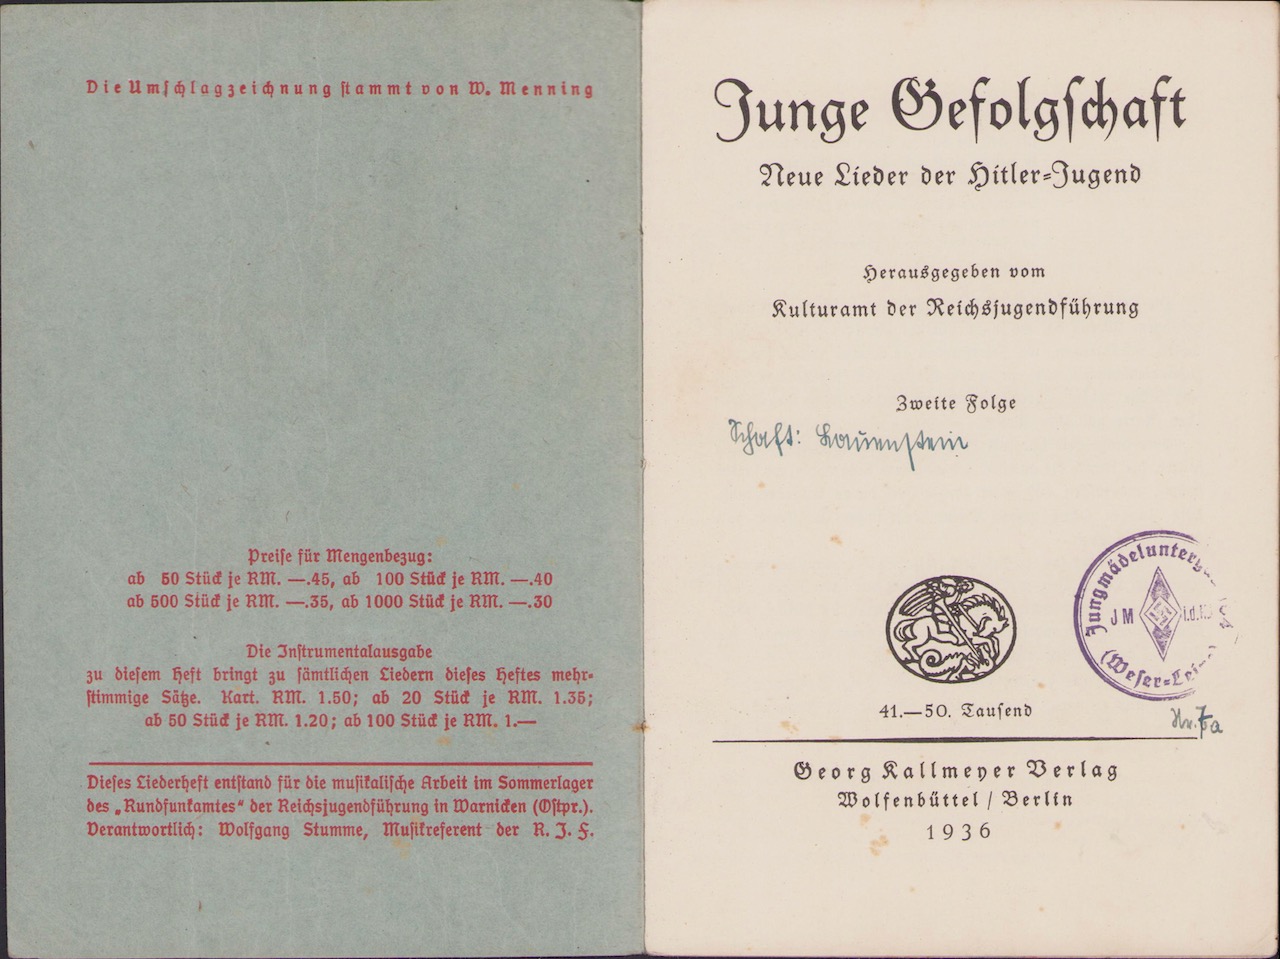 Die Umschlagzeichnung stammt von W. Menning
Preise für Mengenbezug:
ab 50 Stück je RM. —.45, ab 100 Stück je RM. —.40
ab 500 Stück je RM. —.35, ab 1000 Stück je RM. —.30
Die Instrumentalausgabe
zu diesem Heft bringt zu sämtlichen Liedern dieses Heftes mehr-
stimmige Sätze. Kart. RM. 1.50; ab 20 Stück je RM. 1.35;
ab 50 Stück je RM. 1.20; ab 100 Stück je RM. 1.—
Dieses Liederheft entstand für die musikalische Arbeit im Sommerlager
des „Rundfunkamtes“ der Reichsjugendführung in Warnicken (Ostpr.).
Verantwortlich: Wolfgang Stumme, Musikreferent der R. J. F.
Junge Gefolgschaft
Neue Lieder der Hitler-Jugend
Herausgegeben vom
Kulturamt der Reichsjugendführung
Zweite Folge
Schaft: Lauenstein
Jungmädelunterg
JM i.d.H
(Weser-Lei
41.—50. Tausend
Nr.
Georg Kallmeyer Verlag
Wolfenbüttel / Berlin
1936